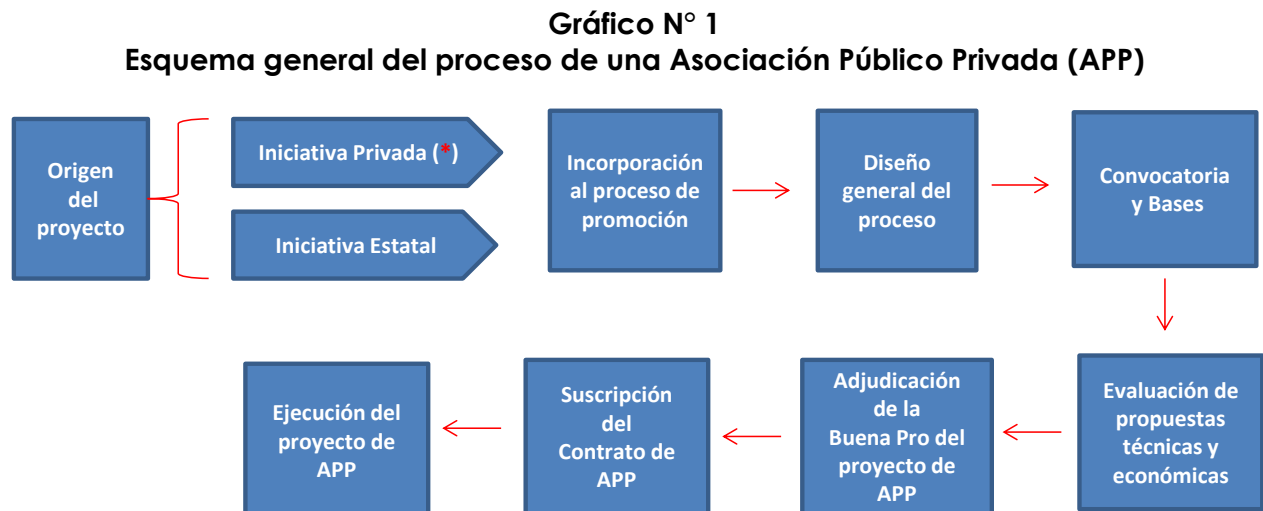 Gráfico N° 1
Esquema general del proceso de una Asociación Público Privada (APP)
Origen
del
proyecto
Iniciativa Privada (*)
Iniciativa Estatal
Incorporación
al proceso de
promoción
Diseño
general del
proceso
Convocatoria
y Bases
Evaluación de
propuestas
técnicas y
económicas
Adjudicación
de la
Buena Pro del
proyecto de
APP
Suscripción
del
Contrato de
APP
Ejecución del
proyecto de
APP